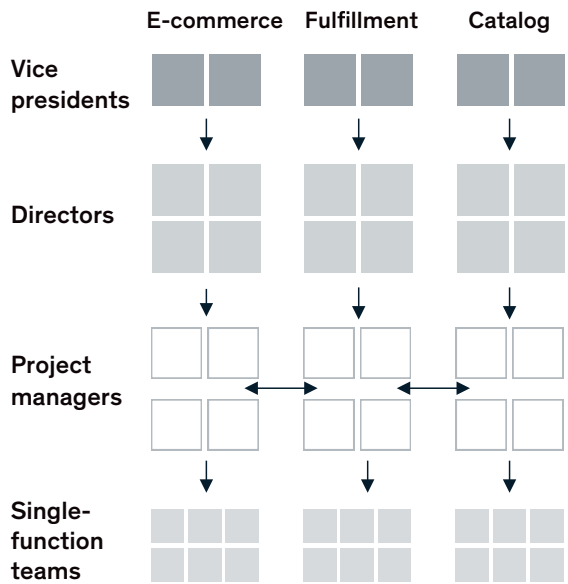 E-commerce Fulfillment Catalog
Vice
presidents
Directors
Project
managers
Single-
function
teams